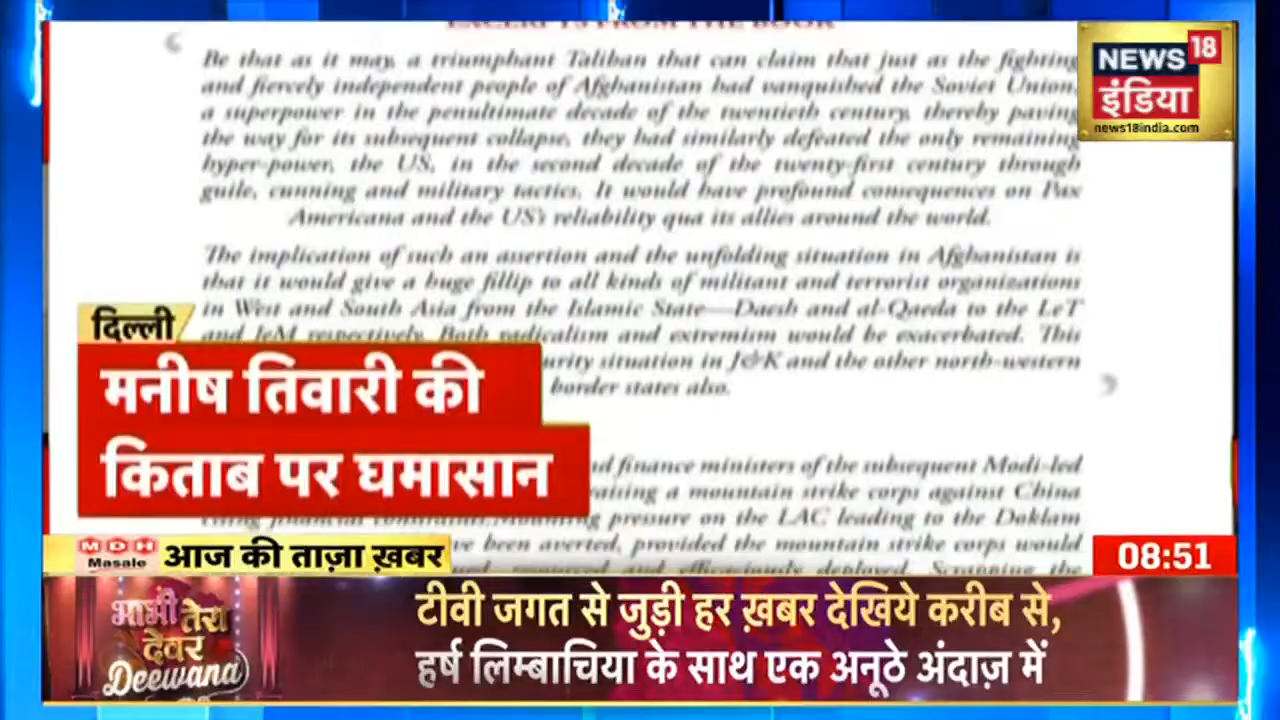 EXCERPTS FROM THE BOOK
Be that as it may, a triumphant Taliban that can claim that just as the fighting
and fiercely independent people of Afghanistan had vanquished the Soviet Union,
a superpower in the penultimate decade of the twentieth century, thereby paving
the way for its subsequent collapse, they had similarly defeated the only remaining
hyper-power, the US, in the second decade of the twenty-first century through
guile, cunning and military tactics. It would have profound consequences on Pax
Americana and the US's reliability qua its allies around the world.
The implication of such an assertion and the unfolding situation in Afghanistan is
that it would give a huge fillip to all kinds of militant and terrorist organizations
in West and South Asia from the Islamic State—Daesh and al-Qaeda to the LeT
and JeM respectively. Both radicalism and extremism would be exacerbated. This
situation in J&K and the other north-western
border states also.
finance ministers of the subsequent Modi-led
raising a mountain strike corps against China
citing financial constraints. Mounting pressure on the LAC leading to the Doklam
been averted, provided the mountain strike corps would
NEWS 18
इंडिया
news18india.com
दिल्ली
मनीष तिवारी की
किताब पर घमासान
MDH
Masale
आज की ताज़ा ख़बर
08:51
भाभी तेरा
देवर
Deewana
टीवी जगत से जुड़ी हर ख़बर देखिये करीब से,
हर्ष लिम्बाचिया के साथ एक अनूठे अंदाज़ में